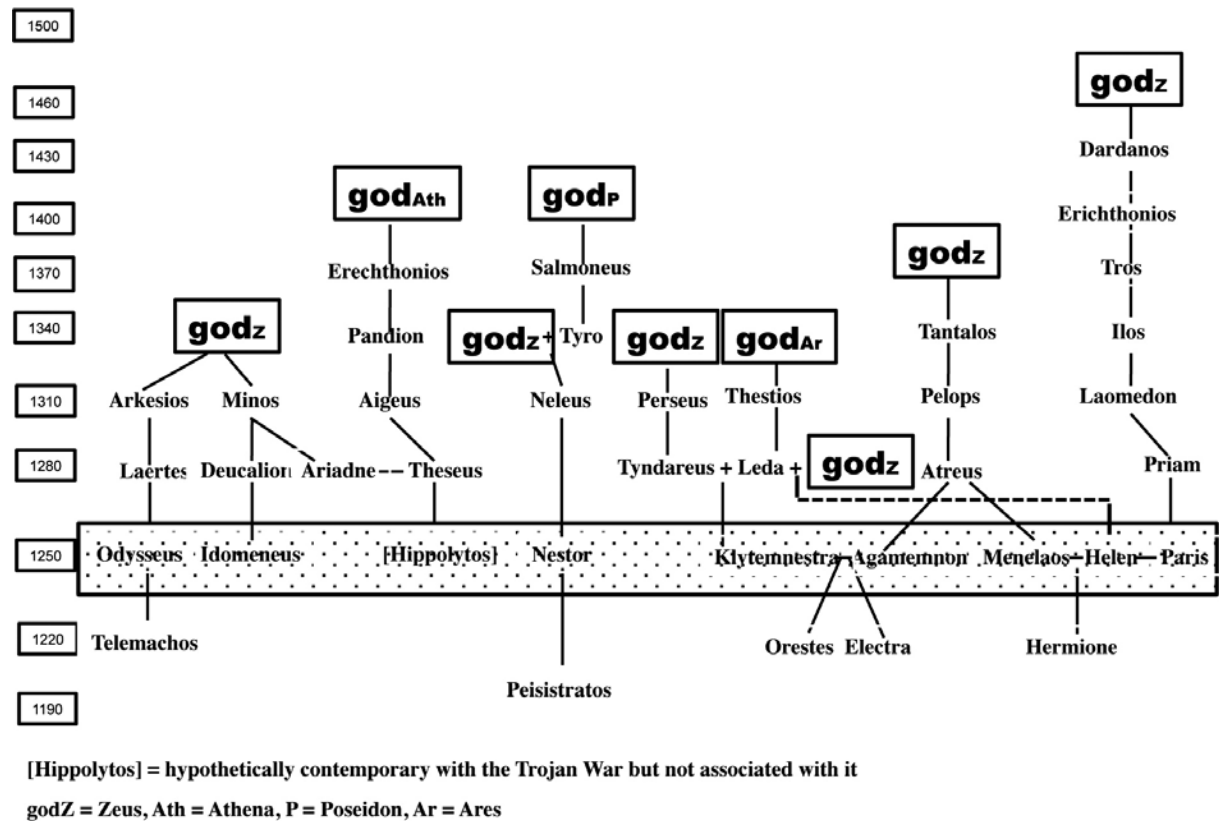 1500
1460 godZ
1430 Dardanos
godAth godP
1400 Erichthonios
godZ
1370 Erechthonios Salmoneus Tros
1340 godZ Pandion godZ + Tyro godZ godAr Tantalos Ilos
1310 Arkesios Minos Aigeus Neleus Perseus Thestios Pelops Laomedon
1280 Laertes Deucalion Ariadne -- Theseus Tyndareus + Leda + godZ Atreus Priam
1250 Odysseus Idomeneus [Hippolytos] Nestor Klytemnestra Agamemnon Menelaos Helen Paris
1220 Telemachos Orestes Electra Hermione
Peisistratos
1190
[Hippolytos] = hypothetically contemporary with the Trojan War but not associated with it
godZ = Zeus, Ath = Athena, P = Poseidon, Ar = Ares